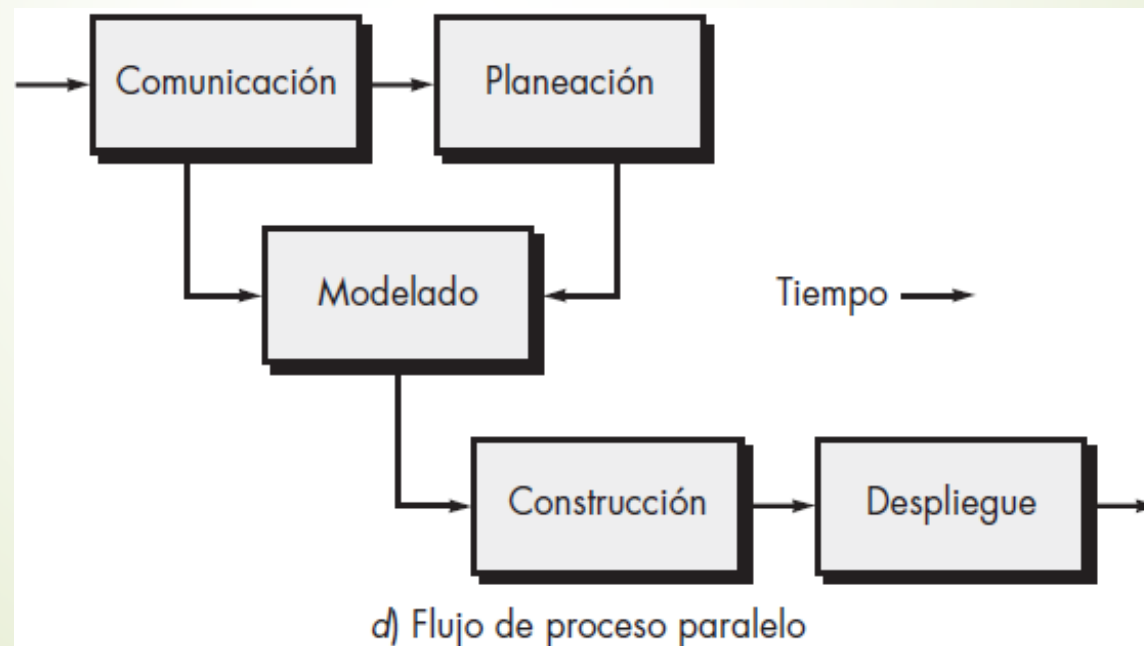 Comunicación
Planeación
Modelado
Tiempo
Construcción
Despliegue
d) Flujo de proceso paralelo